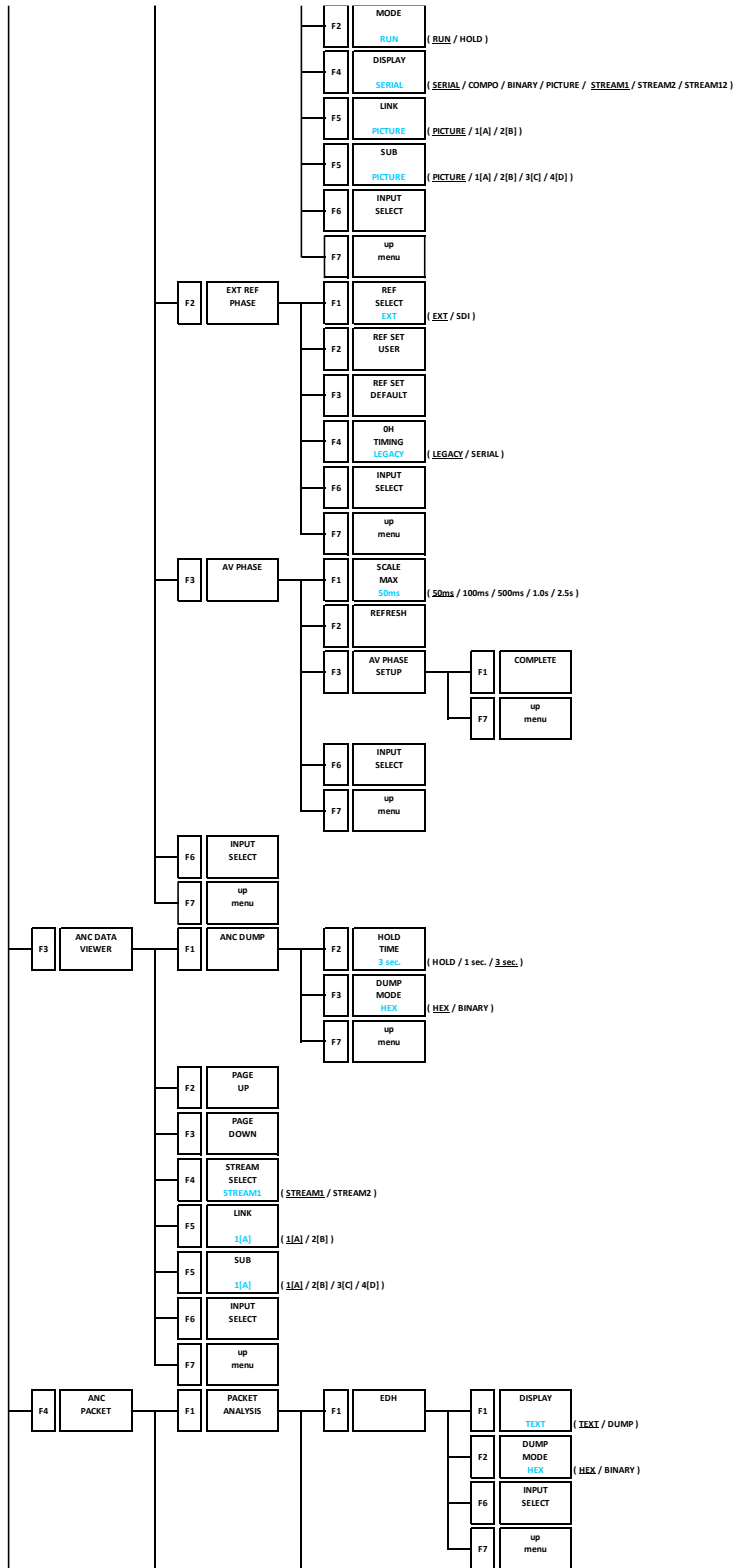 F2
MODE
RUN
( RUN / HOLD )
F4
DISPLAY
SERIAL
( SERIAL / COMPO / BINARY / PICTURE / STREAM1 / STREAM2 / STREAM12 )
F5
LINK
PICTURE
( PICTURE / 1[A] / 2[B] )
F5
SUB
PICTURE
( PICTURE / 1[A] / 2[B] / 3[C] / 4[D] )
F6
INPUT
SELECT
F7
up
menu
F2
EXT REF
PHASE
F1
REF
SELECT
EXT
( EXT / SDI )
F2
REF SET
USER
F3
REF SET
DEFAULT
F4
0H
TIMING
LEGACY
( LEGACY / SERIAL )
F6
INPUT
SELECT
F7
up
menu
F3
AV PHASE
F1
SCALE
MAX
50ms
( 50ms / 100ms / 500ms / 1.0s / 2.5s )
F2
REFRESH
F3
AV PHASE
SETUP
F1
COMPLETE
F7
up
menu
F6
INPUT
SELECT
F7
up
menu
F6
INPUT
SELECT
F7
up
menu
F3
ANC DATA
VIEWER
F1
ANC DUMP
F2
HOLD
TIME
3 sec.
( HOLD / 1 sec. / 3 sec. )
F3
DUMP
MODE
HEX
( HEX / BINARY )
F7
up
menu
F2
PAGE
UP
F3
PAGE
DOWN
F4
STREAM
SELECT
STREAM1
( STREAM1 / STREAM2 )
F5
LINK
1[A]
( 1[A] / 2[B] )
F5
SUB
1[A]
( 1[A] / 2[B] / 3[C] / 4[D] )
F6
INPUT
SELECT
F7
up
menu
F4
ANC
PACKET
F1
PACKET
ANALYSIS
F1
EDH
F1
DISPLAY
TEXT
( TEXT / DUMP )
F2
DUMP
MODE
HEX
( HEX / BINARY )
F6
INPUT
SELECT
F7
up
menu